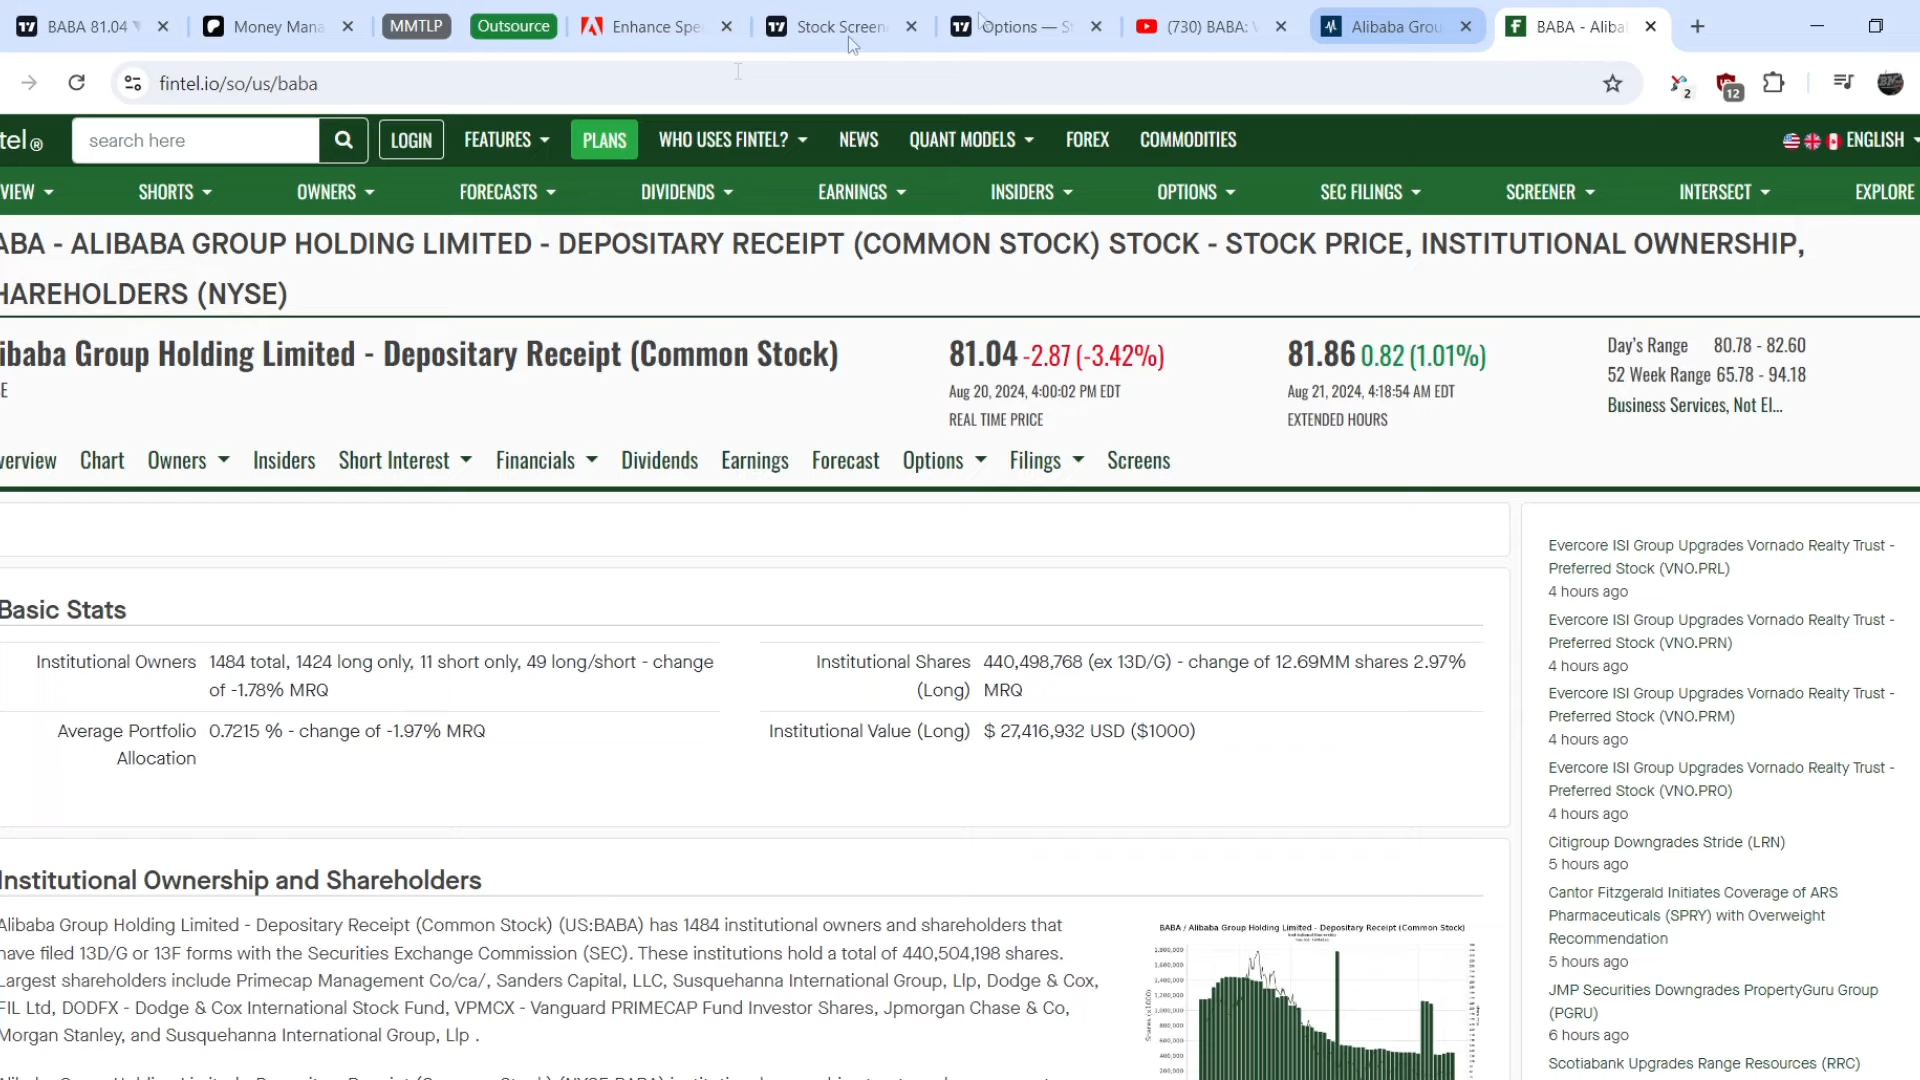 BABA 81.04
Money Mana
MMTLP
Outsource
Enhance Spe
Stock Screen
Options — S
(730) BABA:
Alibaba Grou
BABA - Aliba
fintel.io/so/us/baba
2
12
tel®
search here
LOGIN
FEATURES
PLANS
WHO USES FINTEL?
NEWS
QUANT MODELS
FOREX
COMMODITIES
ENGLISH
VIEW
SHORTS
OWNERS
FORECASTS
DIVIDENDS
EARNINGS
INSIDERS
OPTIONS
SEC FILINGS
SCREENER
INTERSECT
EXPLORE
ABA - ALIBABA GROUP HOLDING LIMITED - DEPOSITARY RECEIPT (COMMON STOCK) STOCK - STOCK PRICE, INSTITUTIONAL OWNERSHIP,
HAREHOLDERS (NYSE)
ibaba Group Holding Limited - Depositary Receipt (Common Stock)
E
81.04 -2.87 (-3.42%)
Aug 20, 2024, 4:00:02 PM EDT
REAL TIME PRICE
81.86 0.82 (1.01%)
Aug 21, 2024, 4:18:54 AM EDT
EXTENDED HOURS
Day's Range 80.78 - 82.60
52 Week Range 65.78 - 94.18
Business Services, Not El...
verview
Chart
Owners
Insiders
Short Interest
Financials
Dividends
Earnings
Forecast
Options
Filings
Screens
Basic Stats
Institutional Owners 1484 total, 1424 long only, 11 short only, 49 long/short - change
of -1.78% MRQ
Institutional Shares 440,498,768 (ex 13D/G) - change of 12.69MM shares 2.97%
(Long) MRQ
Average Portfolio 0.7215 % - change of -1.97% MRQ
Allocation
Institutional Value (Long) $ 27,416,932 USD ($1000)
Institutional Ownership and Shareholders
Alibaba Group Holding Limited - Depositary Receipt (Common Stock) (US:BABA) has 1484 institutional owners and shareholders that
have filed 13D/G or 13F forms with the Securities Exchange Commission (SEC). These institutions hold a total of 440,504,198 shares.
Largest shareholders include Primecap Management Co/ca/, Sanders Capital, LLC, Susquehanna International Group, Llp, Dodge & Cox,
FIL Ltd, DODFX - Dodge & Cox International Stock Fund, VPMCX - Vanguard PRIMECAP Fund Investor Shares, Jpmorgan Chase & Co,
Morgan Stanley, and Susquehanna International Group, Llp .
BABA / Alibaba Group Holding Limited - Depositary Receipt (Common Stock)
Evercore ISI Group Upgrades Vornado Realty Trust -
Preferred Stock (VNO.PRL)
4 hours ago
Evercore ISI Group Upgrades Vornado Realty Trust -
Preferred Stock (VNO.PRN)
4 hours ago
Evercore ISI Group Upgrades Vornado Realty Trust -
Preferred Stock (VNO.PRM)
4 hours ago
Evercore ISI Group Upgrades Vornado Realty Trust -
Preferred Stock (VNO.PRO)
4 hours ago
Citigroup Downgrades Stride (LRN)
5 hours ago
Cantor Fitzgerald Initiates Coverage of ARS
Pharmaceuticals (SPRY) with Overweight
Recommendation
5 hours ago
JMP Securities Downgrades PropertyGuru Group
(PGRU)
6 hours ago
Scotiabank Upgrades Range Resources (RRC)